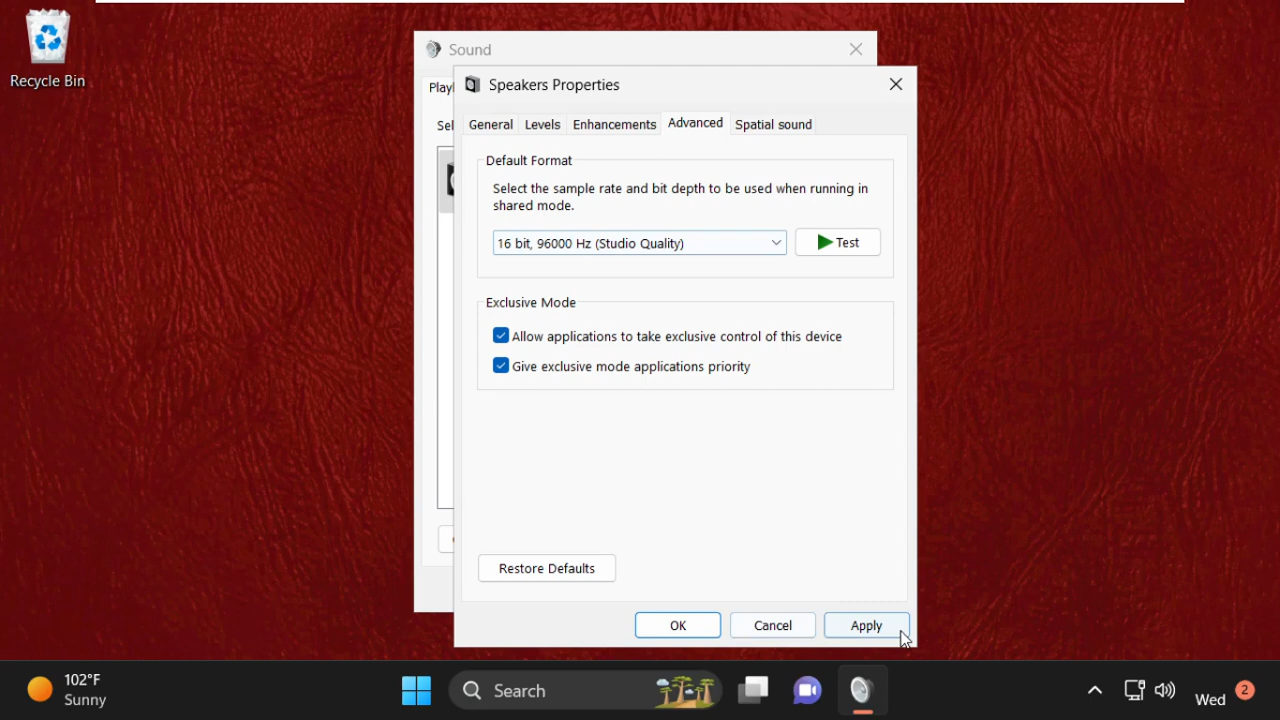 Recycle Bin
Sound
Play
Sel
Speakers Properties
General
Levels
Enhancements
Advanced
Spatial sound
Default Format
Select the sample rate and bit depth to be used when running in
shared mode.
16 bit, 96000 Hz (Studio Quality)
Test
Exclusive Mode
Allow applications to take exclusive control of this device
Give exclusive mode applications priority
Restore Defaults
OK
Cancel
Apply
102°F
Sunny
Search
Wed
2